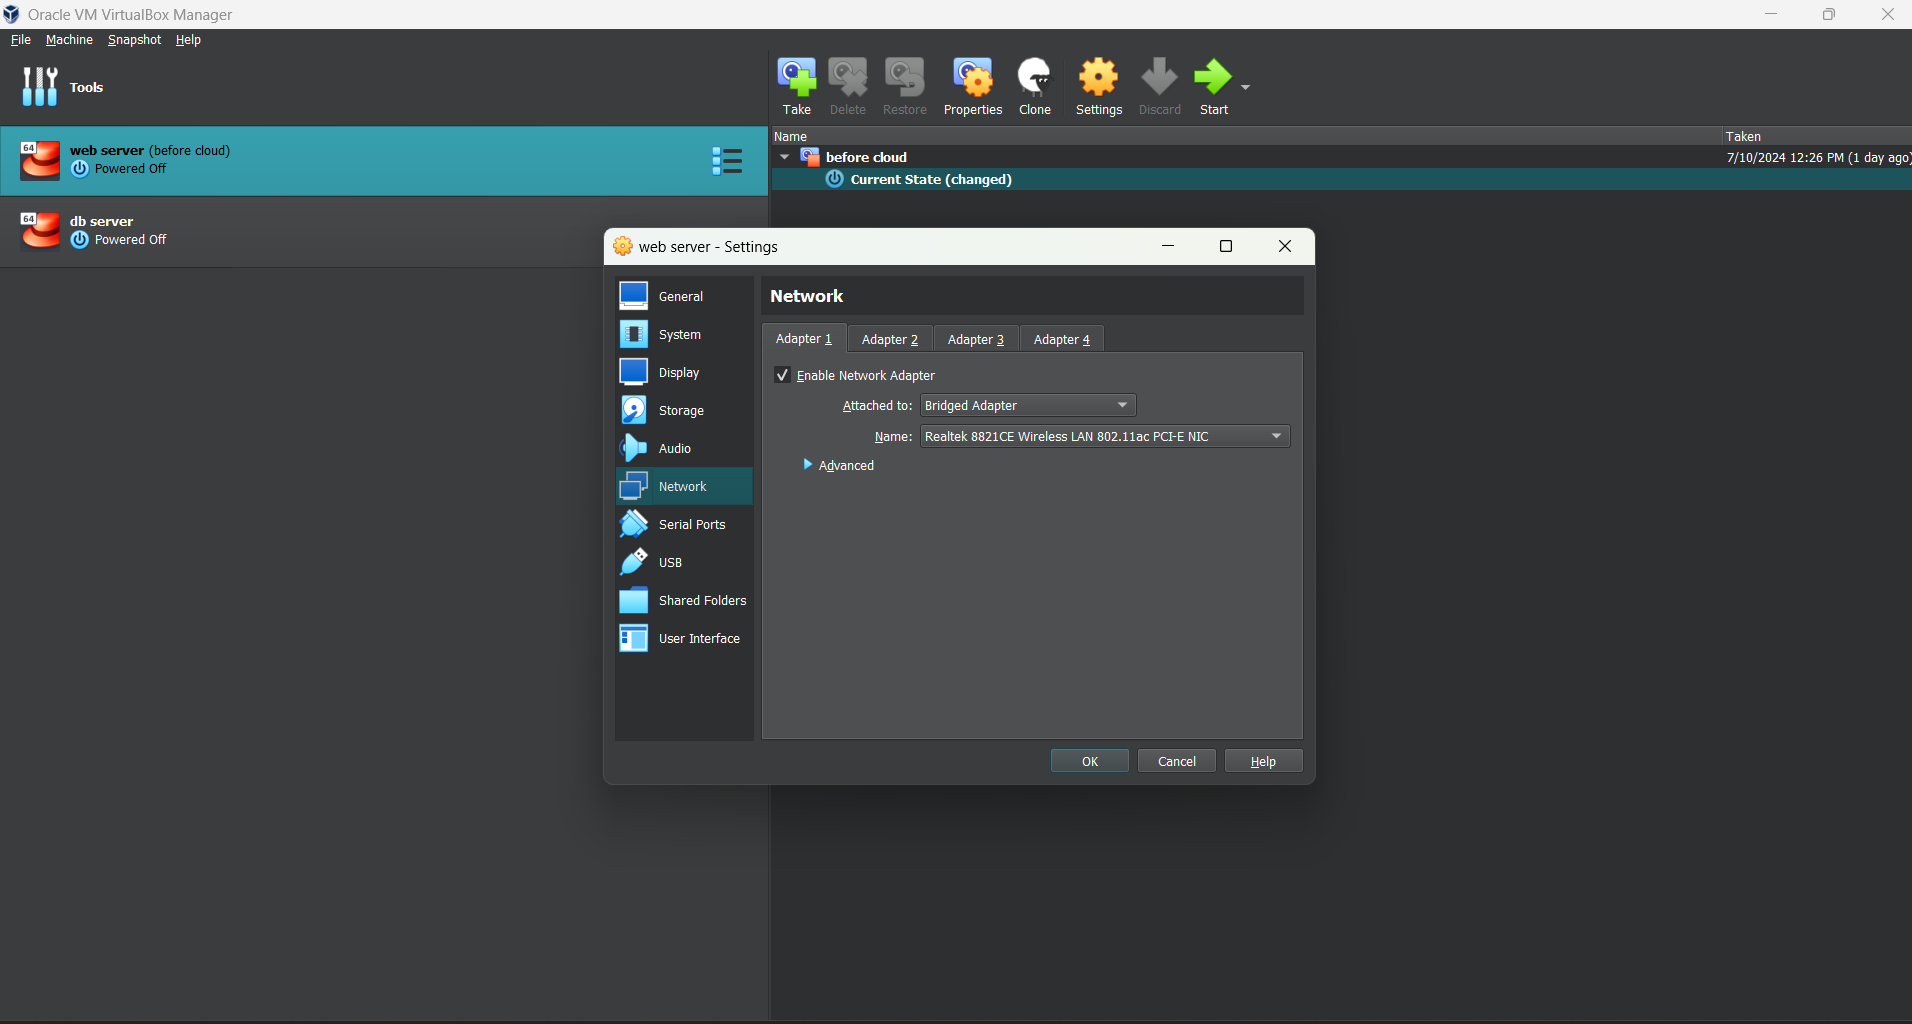 Oracle VM VirtualBox Manager
File Machine Snapshot Help
Tools
Take Delete Restore Properties Clone Settings Discard Start
64
web server (before cloud)
Powered Off
64
db server
Powered Off
Name Taken
before cloud 7/10/2024 12:26 PM (1 day ago)
Current State (changed)
web server - Settings
General
System
Display
Storage
Audio
Network
Serial Ports
USB
Shared Folders
User Interface
Network
Adapter 1 Adapter 2 Adapter 3 Adapter 4
Enable Network Adapter
Attached to: Bridged Adapter
Name: Realtek 8821CE Wireless LAN 802.11ac PCI-E NIC
Advanced
OK Cancel Help